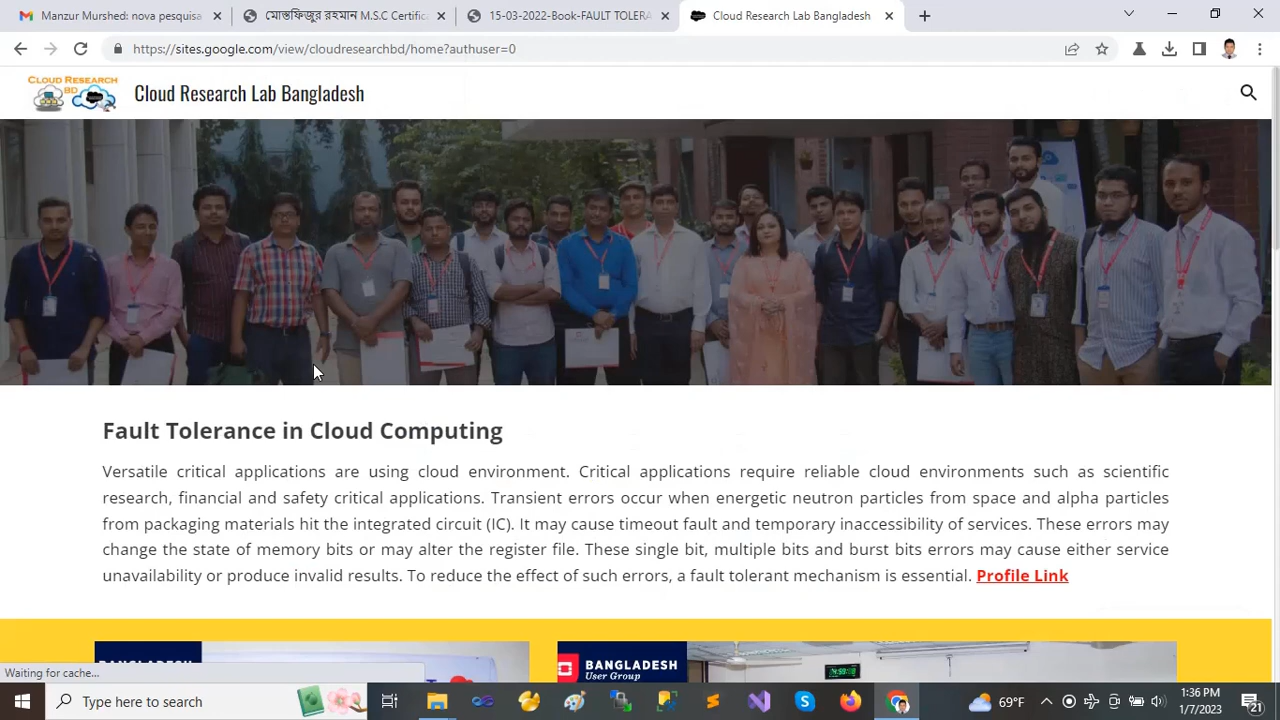 Manzur Murshed: nova pesquisa
মোস্তাফিজুর রহমান M.S.C Certifica
15-03-2022-Book-FAULT TOLERA
Cloud Research Lab Bangladesh
https://sites.google.com/view/cloudresearchbd/home?authuser=0
CLOUD RESEARCH
BD
Cloud Research Lab Bangladesh
Fault Tolerance in Cloud Computing
Versatile critical applications are using cloud environment. Critical applications require reliable cloud environments such as scientific
research, financial and safety critical applications. Transient errors occur when energetic neutron particles from space and alpha particles
from packaging materials hit the integrated circuit (IC). It may cause timeout fault and temporary inaccessibility of services. These errors may
change the state of memory bits or may alter the register file. These single bit, multiple bits and burst bits errors may cause either service
unavailability or produce invalid results. To reduce the effect of such errors, a fault tolerant mechanism is essential. Profile Link
BANGLADESH
BANGLADESH
User Group
Waiting for cache...
Type here to search
69°F
1:36 PM
1/7/2023
21